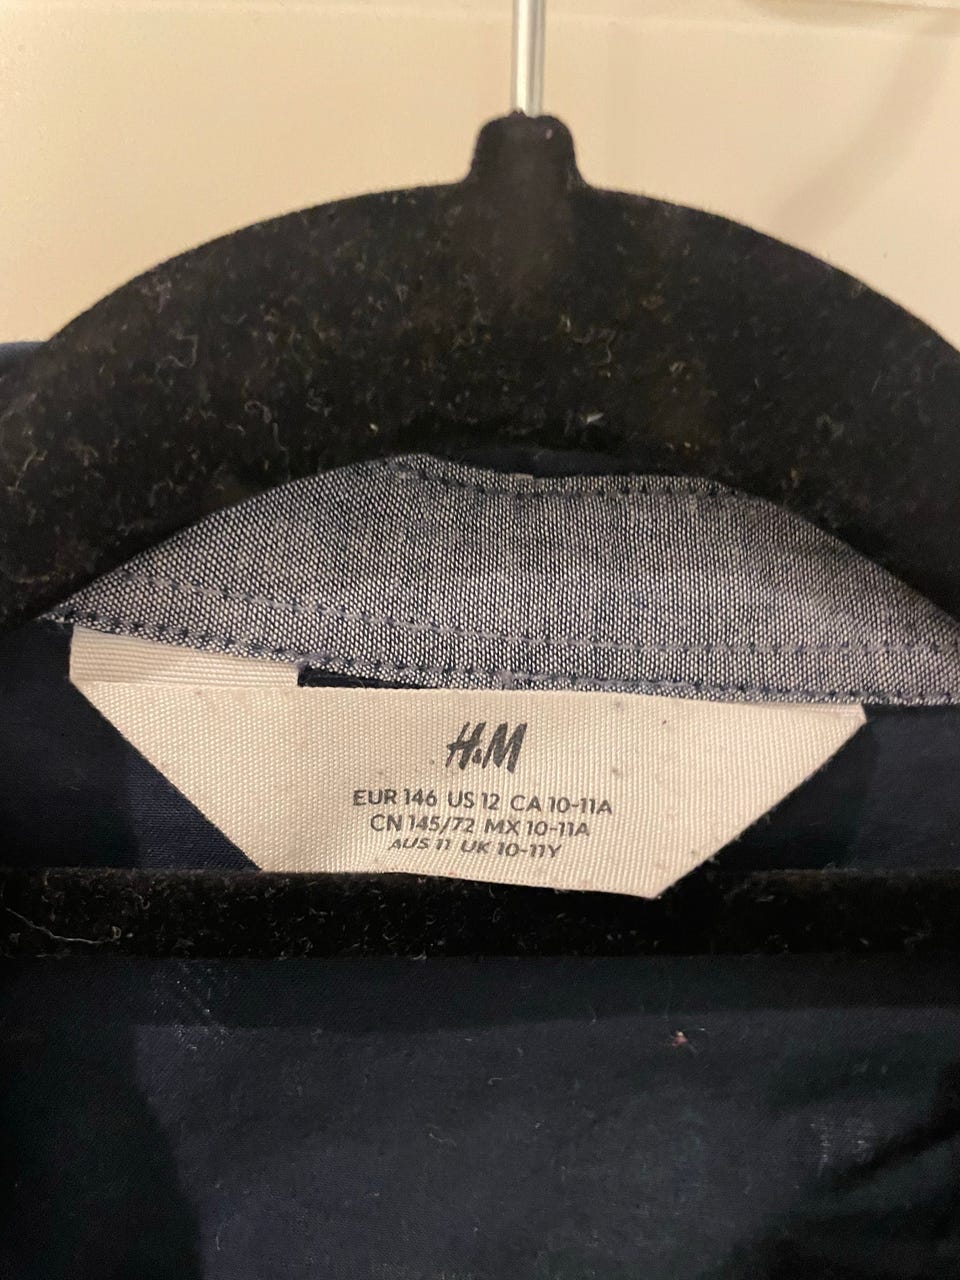 H&M
EUR 146 US 12 CA 10-11A
CN 145/72 MX 10-11A
AUS 11 UK 10-11Y